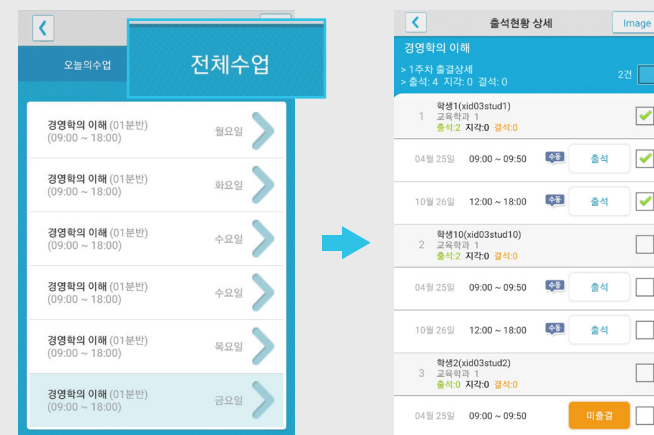 오늘의수업
전체수업
경영학의 이해 (01분반)
(09:00 ~ 18:00)
월요일
경영학의 이해 (01분반)
(09:00 ~ 18:00)
화요일
경영학의 이해 (01분반)
(09:00 ~ 18:00)
수요일
경영학의 이해 (01분반)
(09:00 ~ 18:00)
수요일
경영학의 이해 (01분반)
(09:00 ~ 18:00)
목요일
경영학의 이해 (01분반)
(09:00 ~ 18:00)
금요일
출석현황 상세
Image
경영학의 이해
> 1주차 출결상세
> 출석: 4 지각: 0 결석: 0
2건
1
학생1(xid03stud1)
교육학과 1
출석:2 지각:0 결석:0
04월 25일 09:00 ~ 09:50 수동 출석
10월 26일 12:00 ~ 18:00 수동 출석
2
학생10(xid03stud10)
교육학과 1
출석:2 지각:0 결석:0
04월 25일 09:00 ~ 09:50 수동 출석
10월 26일 12:00 ~ 18:00 수동 출석
3
학생2(xid03stud2)
교육학과 1
출석:0 지각:0 결석:0
04월 25일 09:00 ~ 09:50 미출결